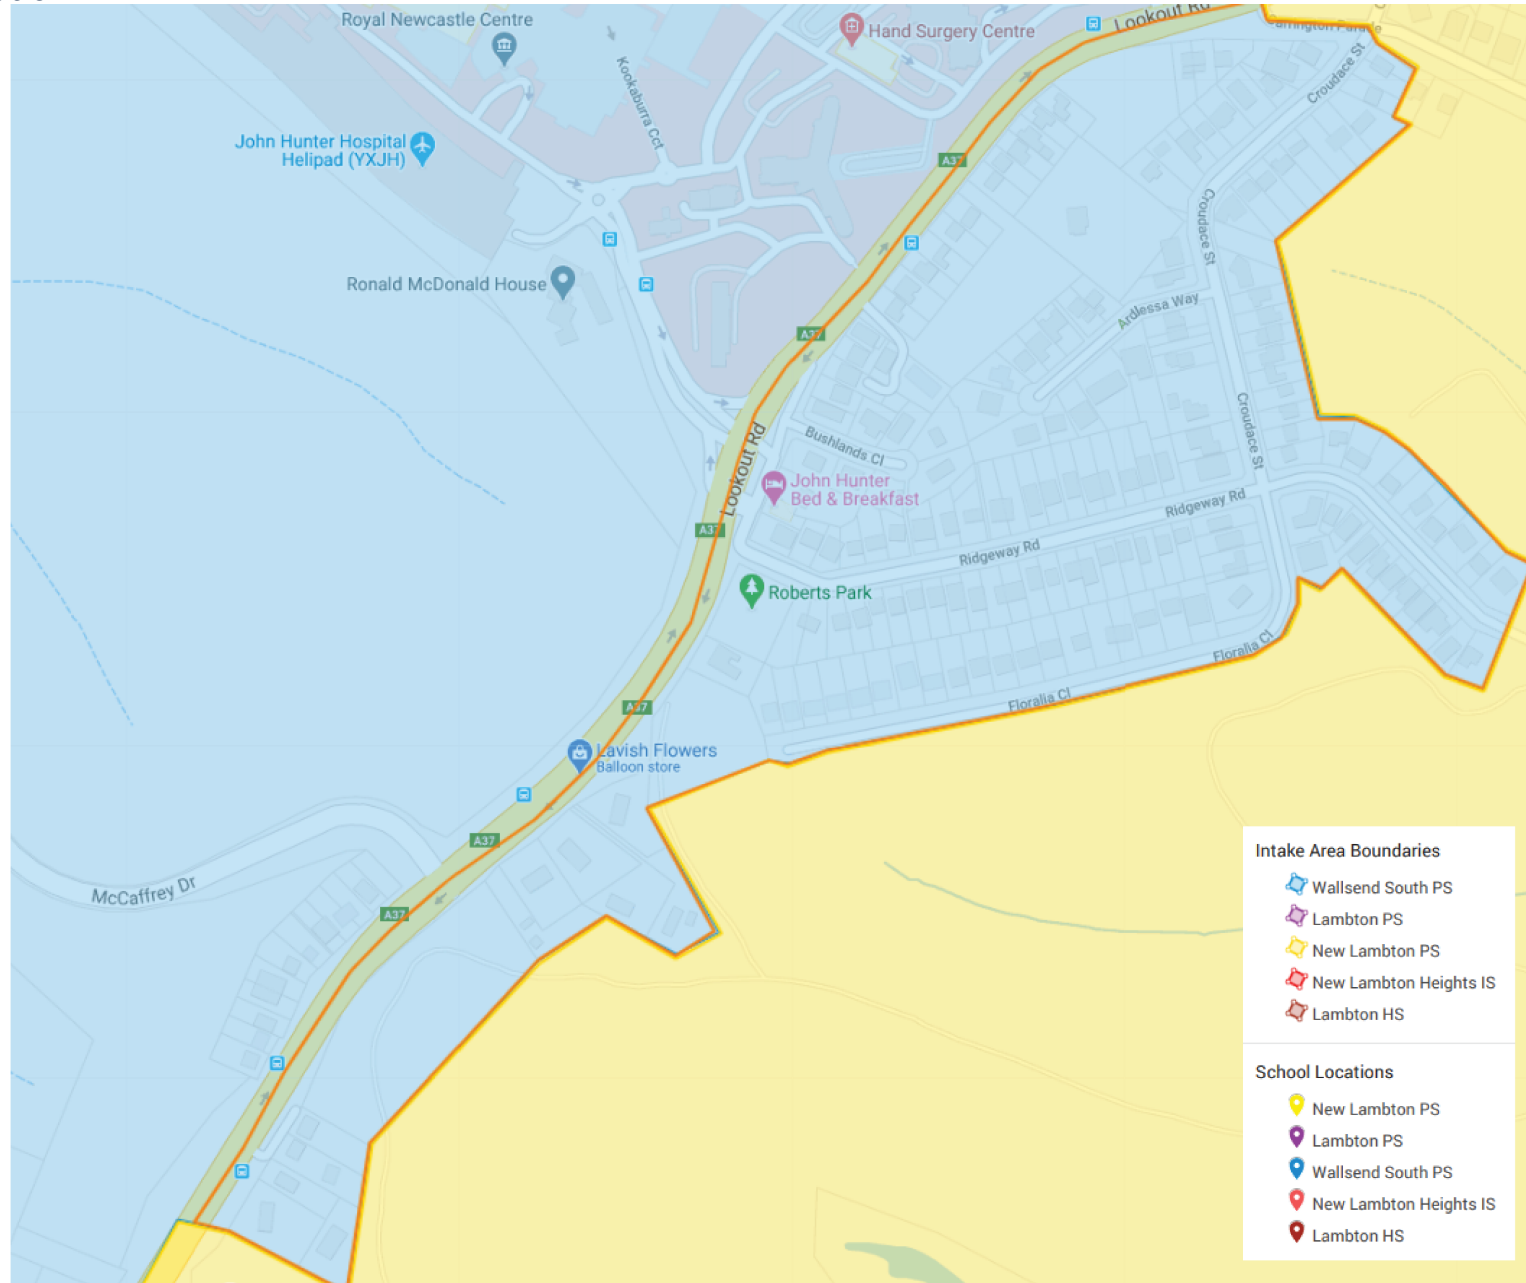 Royal Newcastle Centre
Hand Surgery Centre
Lookout Rd
Carrington Parade
Kookaburra Cct
Croudace St
John Hunter Hospital
Helipad (YXJH)
A37
Croudace St
Ronald McDonald House
Ardlessa Way
A37
Croudace St
Lookout Rd
Bushlands Cl
John Hunter
Bed & Breakfast
Ridgeway Rd
A37
Ridgeway Rd
Roberts Park
Floralia Cl
Floralia Cl
A37
Lavish Flowers
Balloon store
A37
McCaffrey Dr
A37
Intake Area Boundaries
Wallsend South PS
Lambton PS
New Lambton PS
New Lambton Heights IS
Lambton HS
School Locations
New Lambton PS
Lambton PS
Wallsend South PS
New Lambton Heights IS
Lambton HS